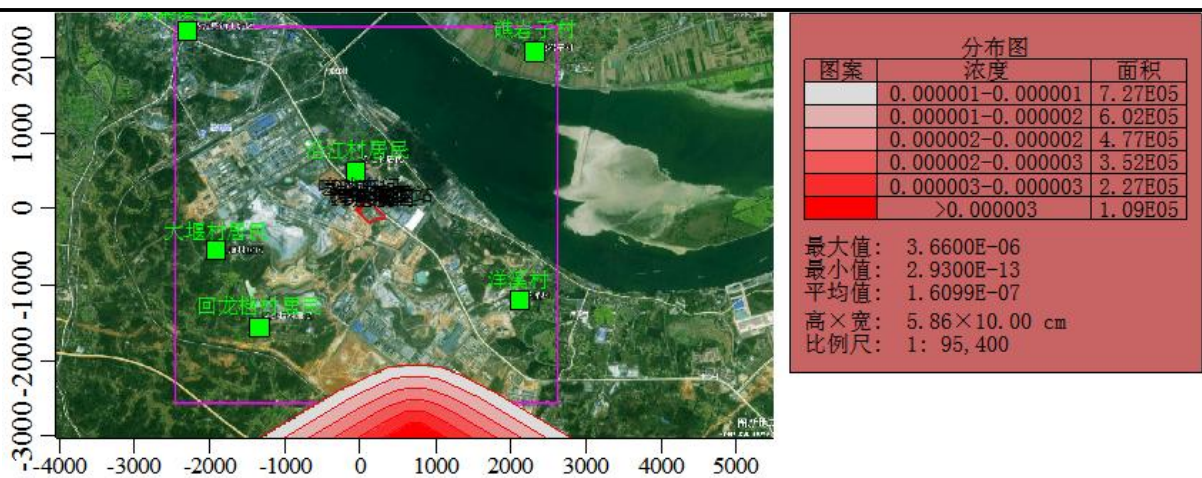 礁岩子村
沿江村居民
大堰村居民
洋溪村
回龙桠村居民
2000
1000
0
-1000
-2000
-3000
-4000
-3000
-2000
-1000
0
1000
2000
3000
4000
5000
分布图
图案 浓度 面积
0.000001-0.000001 7.27E05
0.000001-0.000002 6.02E05
0.000002-0.000002 4.77E05
0.000002-0.000003 3.52E05
0.000003-0.000003 2.27E05
>0.000003 1.09E05
最大值: 3.6600E-06
最小值: 2.9300E-13
平均值: 1.6099E-07
高×宽: 5.86×10.00 cm
比例尺: 1: 95,400